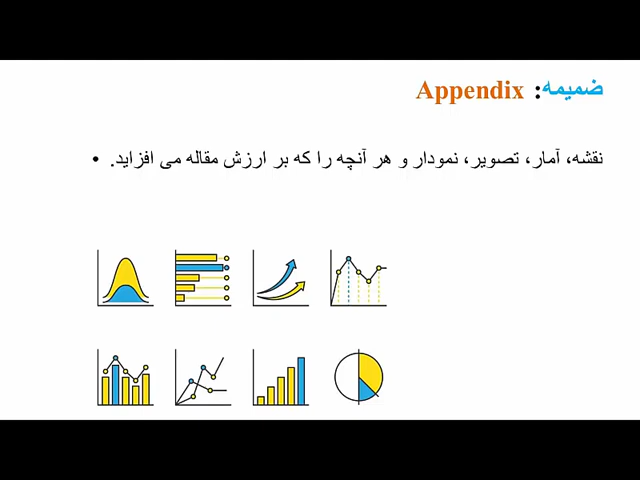 ضمیمه: Appendix
نقشه، آمار، تصویر، نمودار و هر آنچه را که بر ارزش مقاله می افزاید. •